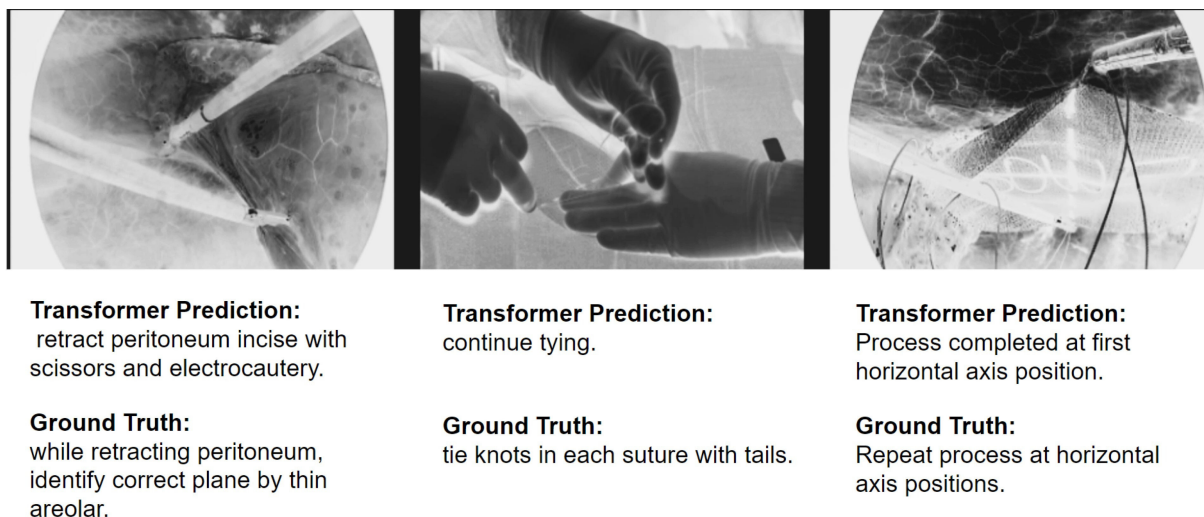 Transformer Prediction:
retract peritoneum incise with
scissors and electrocautery.
Ground Truth:
while retracting peritoneum,
identify correct plane by thin
areolar.
Transformer Prediction:
continue tying.
Ground Truth:
tie knots in each suture with tails.
Transformer Prediction:
Process completed at first
horizontal axis position.
Ground Truth:
Repeat process at horizontal
axis positions.